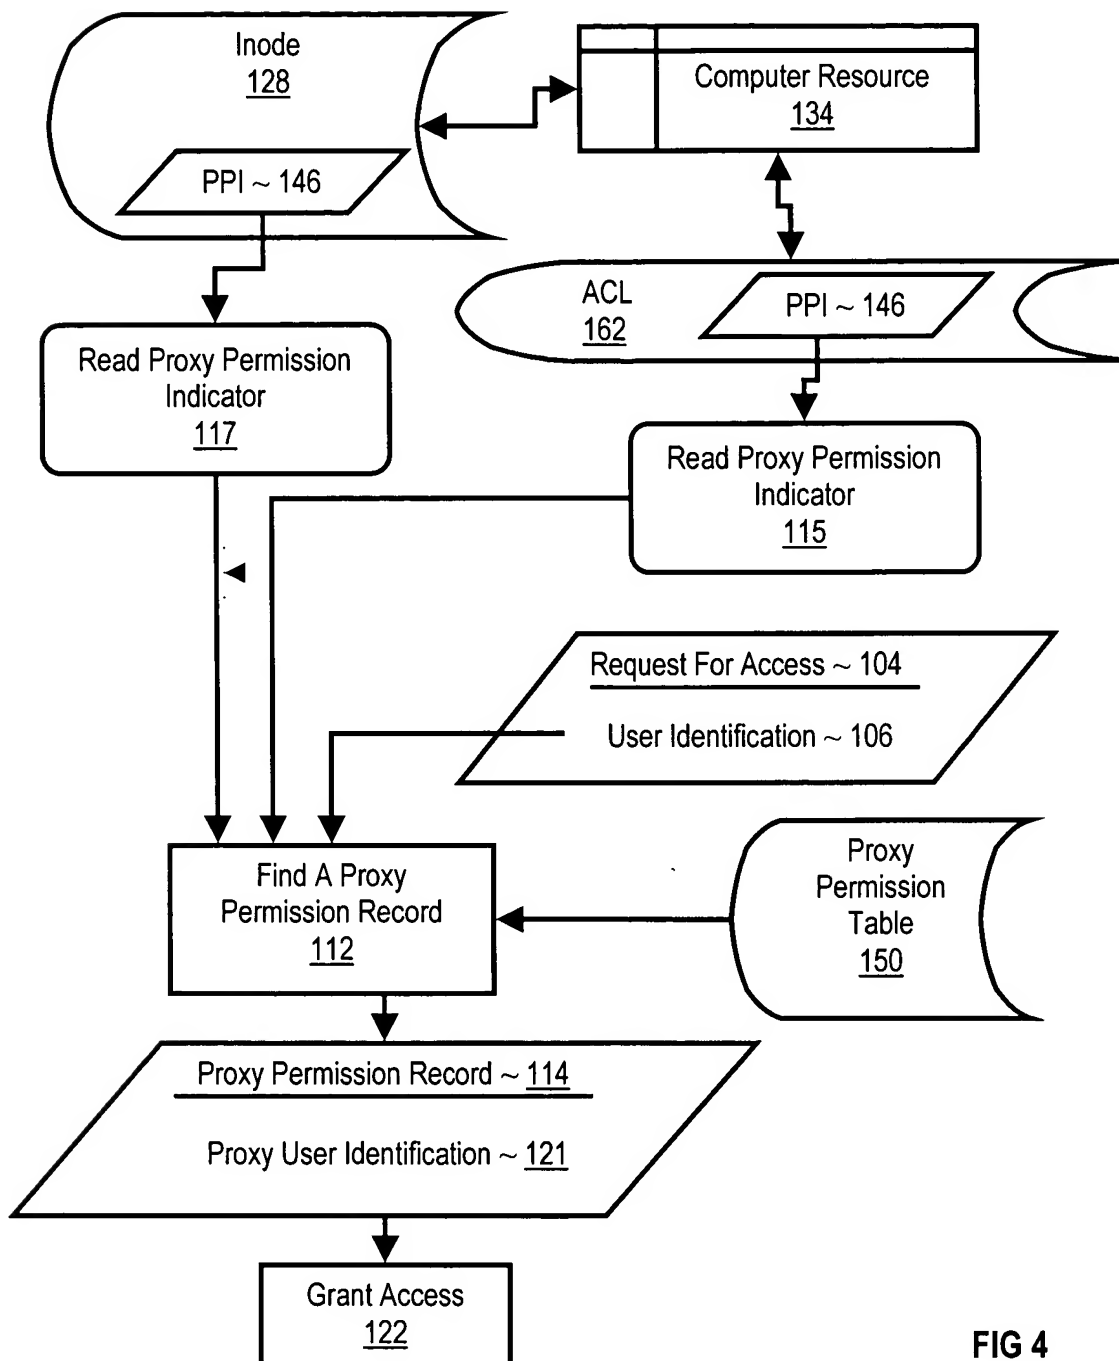 Inode
128
Computer Resource
134
PPI ~ 146
ACL
162
PPI ~ 146
Read Proxy Permission
Indicator
117
Read Proxy Permission
Indicator
115
Request For Access ~ 104
User Identification ~ 106
Find A Proxy
Permission Record
112
Proxy
Permission
Table
150
Proxy Permission Record ~ 114
Proxy User Identification ~ 121
Grant Access
122
FIG 4